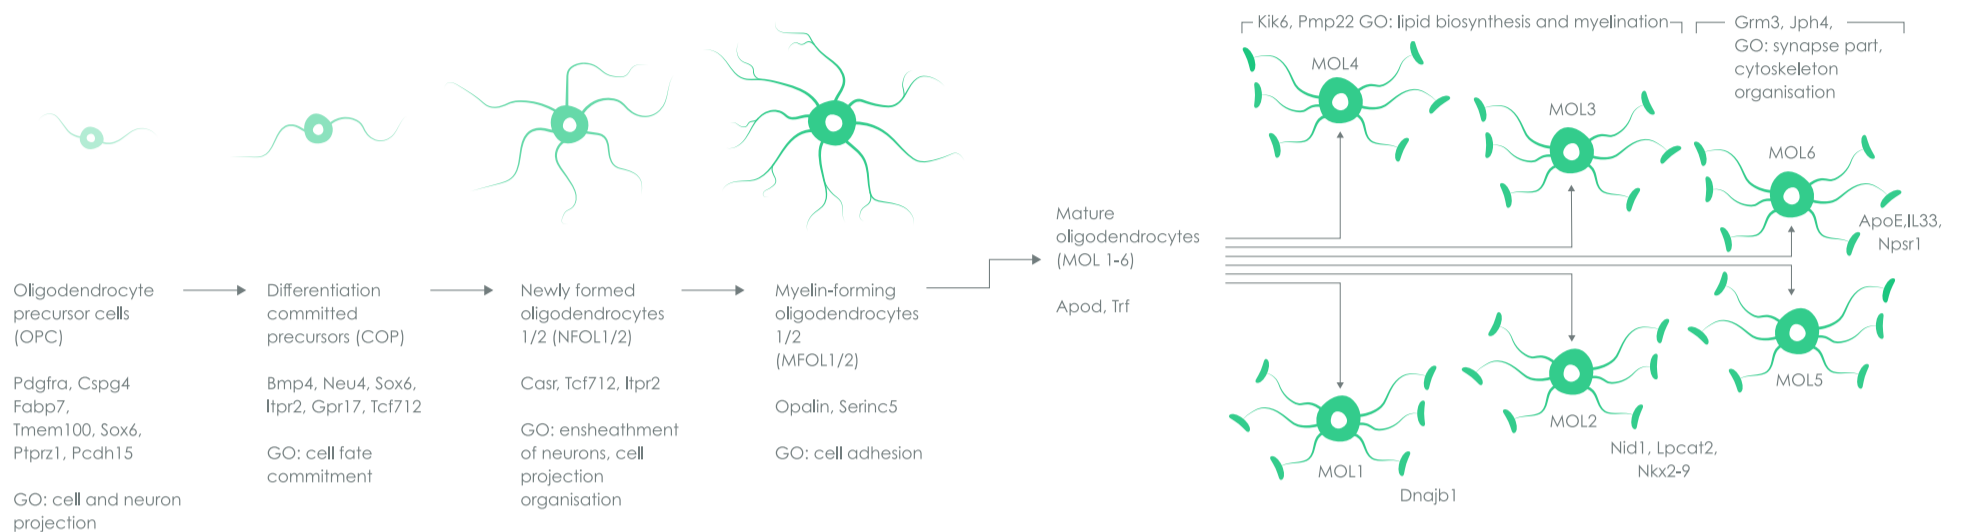 Oligodendrocyte
precursor cells
(OPC)
Pdgfra, Cspg4
Fabp7,
Tmem100, Sox6,
Ptprz1, Pcdh15
GO: cell and neuron
projection
Differentiation
committed
precursors (COP)
Bmp4, Neu4, Sox6,
Itpr2, Gpr17, Tcf712
GO: cell fate
commitment
Newly formed
oligodendrocytes
1/2 (NFOL1/2)
Casr, Tcf712, Itpr2
GO: ensheathment
of neurons, cell
projection
organisation
Myelin-forming
oligodendrocytes
1/2
(MFOL1/2)
Opalin, Serinc5
GO: cell adhesion
Mature
oligodendrocytes
(MOL 1-6)
Apod, Trf
Kik6, Pmp22 GO: lipid biosynthesis and myelination
MOL4
MOL3
Grm3, Jph4,
GO: synapse part,
cytoskeleton
organisation
MOL6
ApoE,IL33,
Npsr1
MOL5
MOL2
Nid1, Lpcat2,
Nkx2-9
MOL1
Dnajb1